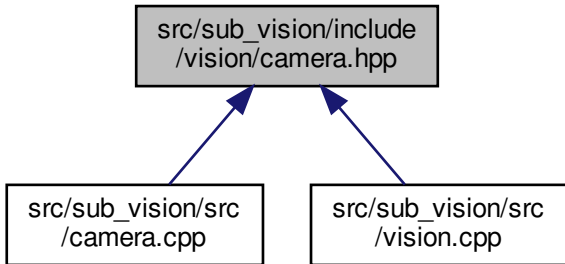 src/sub_vision/include
/vision/camera.hpp
src/sub_vision/src
/camera.cpp
src/sub_vision/src
/vision.cpp